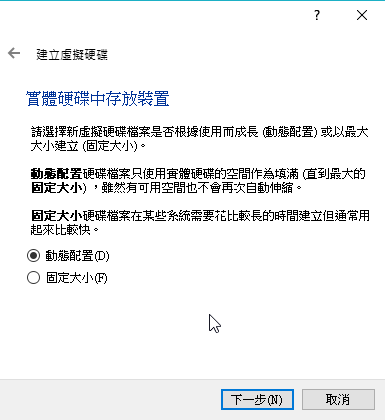 ?
建立虛擬硬碟
實體硬碟中存放裝置
請選擇新虛擬硬碟檔案是否根據使用而成長 (動態配置) 或以最大
大小建立 (固定大小)。
動態配置硬碟檔案只使用實體硬碟的空間作為填滿 (直到最大的
固定大小) ，雖然有可用空間也不會再次自動伸縮。
固定大小硬碟檔案在某些系統需要花比較長的時間建立但通常用
起來比較快。
動態配置(D)
固定大小(F)
下一步(N)
取消